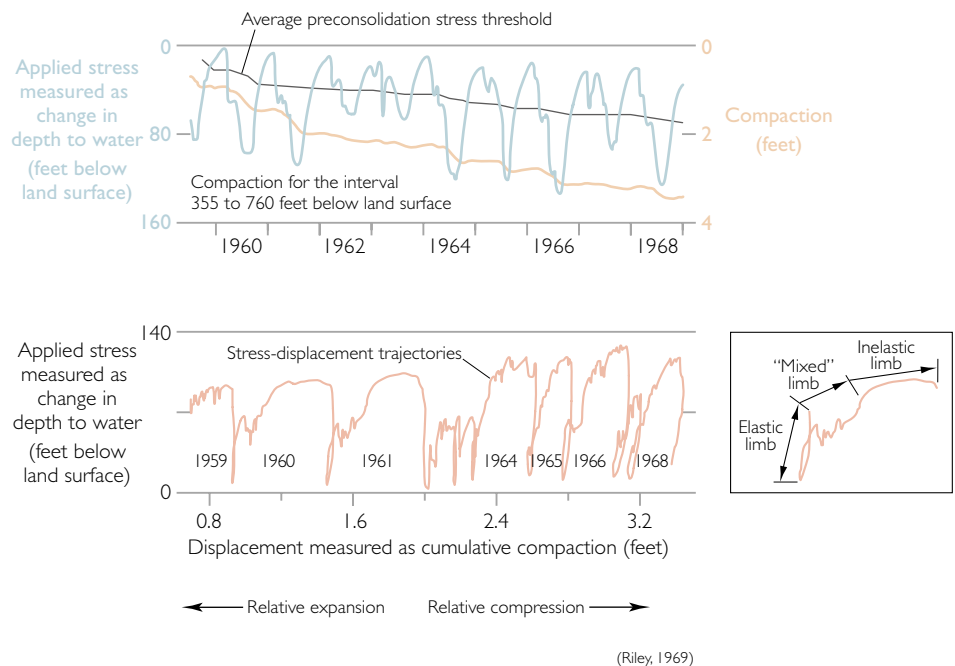 Average preconsolidation stress threshold
Applied stress
measured as
change in
depth to water
(feet below
land surface)
0
80
160
0
2
4
Compaction
(feet)
Compaction for the interval
355 to 760 feet below land surface
1960
1962
1964
1966
1968
Applied stress
measured as
change in
depth to water
(feet below
land surface)
140
0
Stress-displacement trajectories
1959
1960
1961
1964
1965
1966
1968
0.8
1.6
2.4
3.2
Displacement measured as cumulative compaction (feet)
Inelastic
limb
“Mixed”
limb
Elastic
limb
Relative expansion
Relative compression
(Riley, 1969)